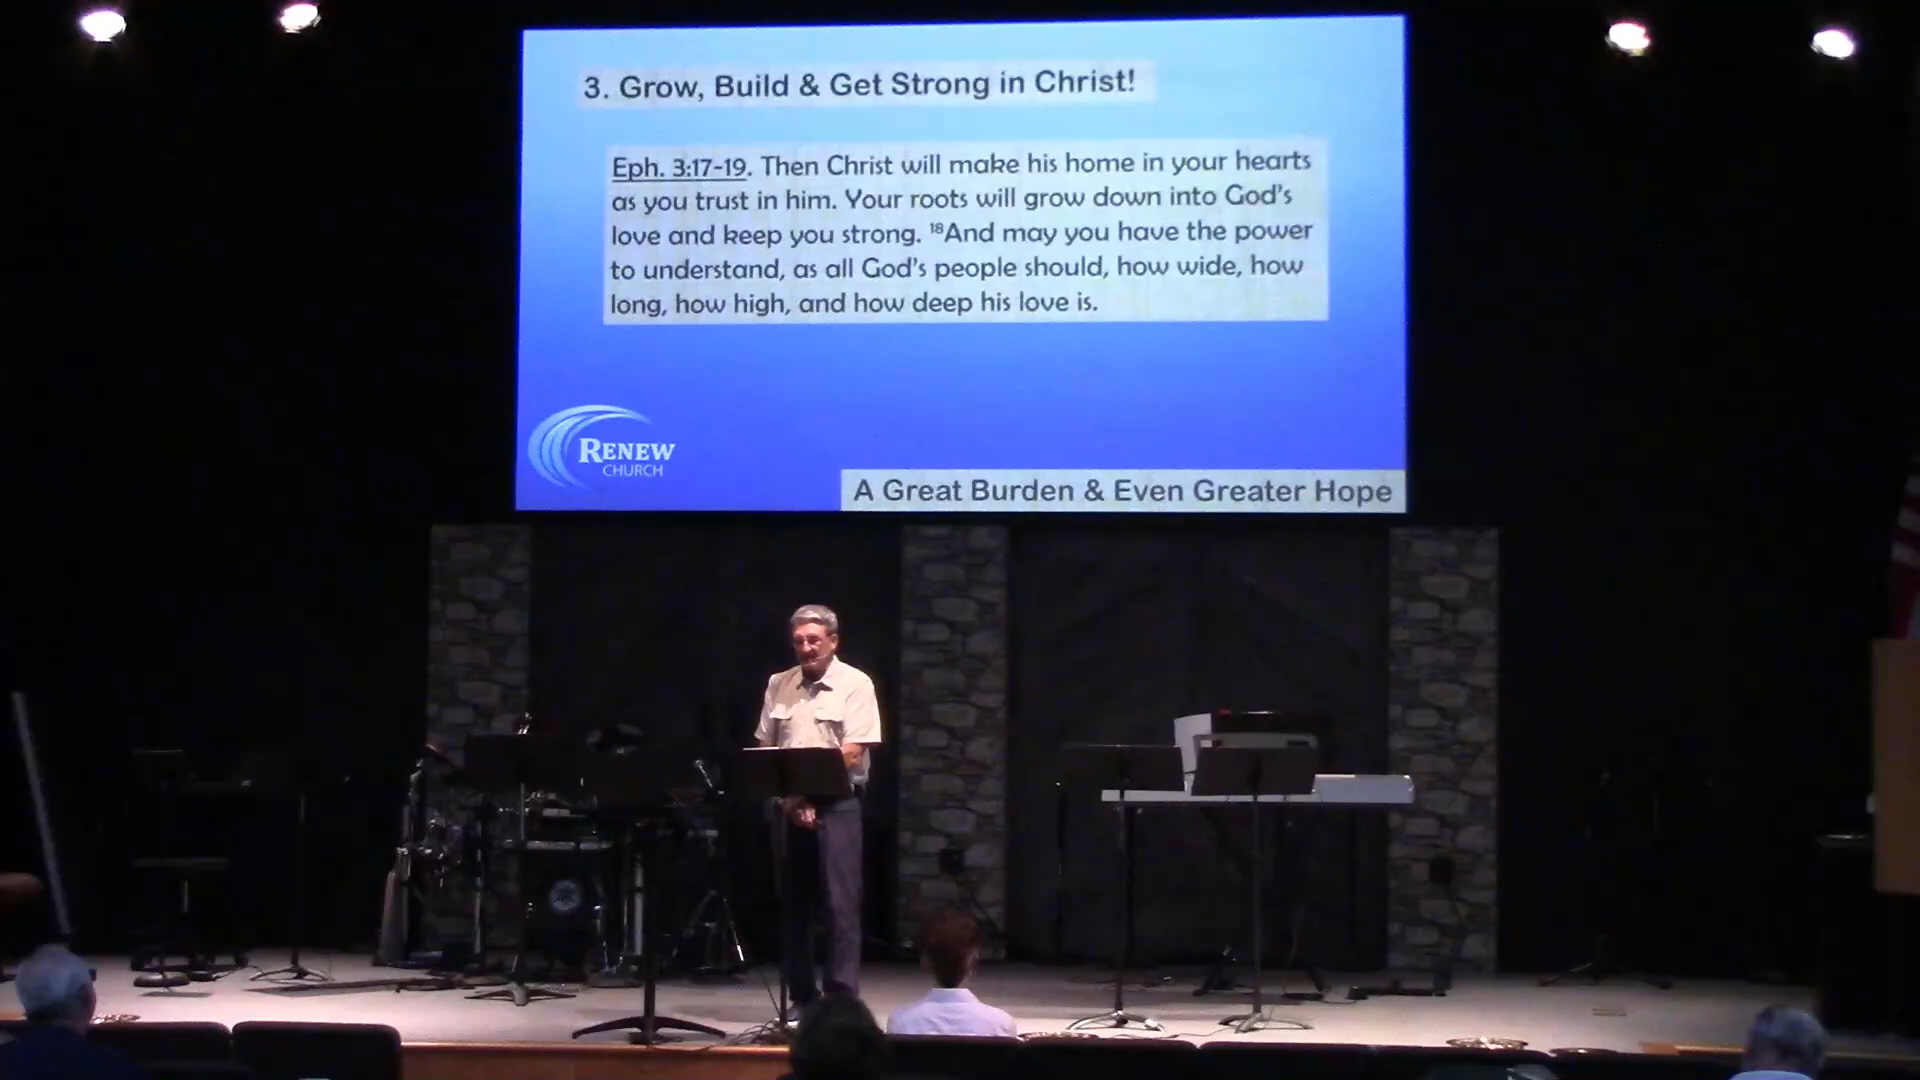 3. Grow, Build & Get Strong in Christ!
Eph. 3:17-19. Then Christ will make his home in your hearts
as you trust in him. Your roots will grow down into God's
love and keep you strong. ¹⁸And may you have the power
to understand, as all God's people should, how wide, how
long, how high, and how deep his love is.
RENEW
CHURCH
A Great Burden & Even Greater Hope